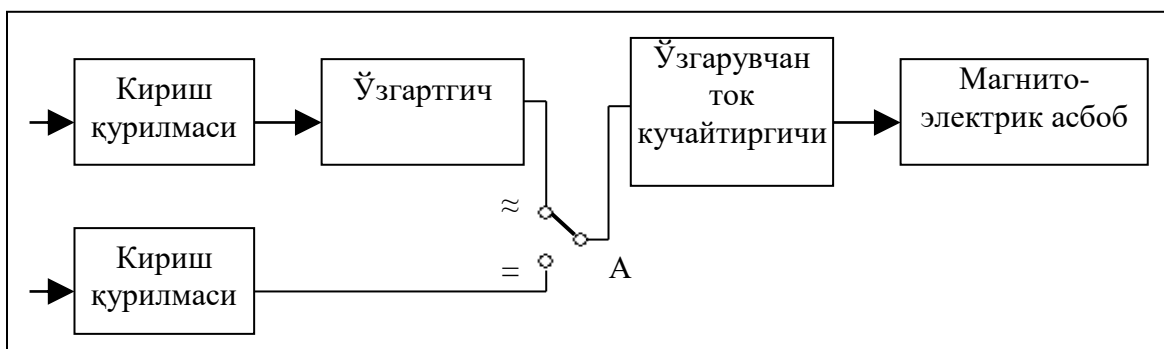 Кириш
қурилмаси
Ўзгартгич
Ўзгарувчан
ток
кучайтиргичи
Магнито-
электрик асбоб
≈
=
А
Кириш
қурилмаси